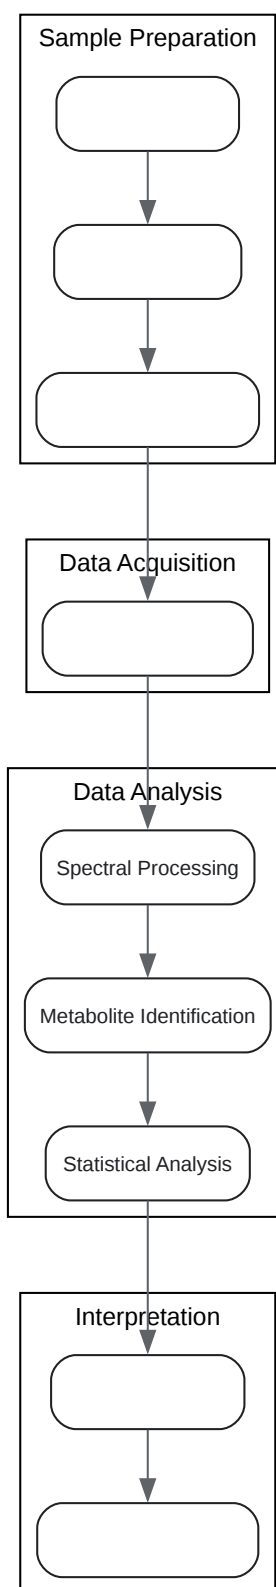 Sample Preparation
Data Acquisition
Data Analysis
Spectral Processing
Metabolite Identification
Statistical Analysis
Interpretation